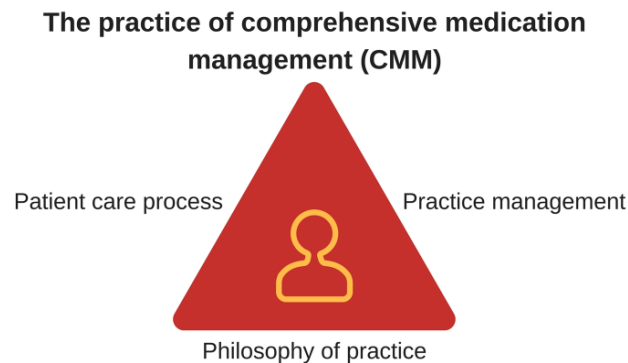 The practice of comprehensive medication
management (CMM)
Patient care process
Practice management
Philosophy of practice